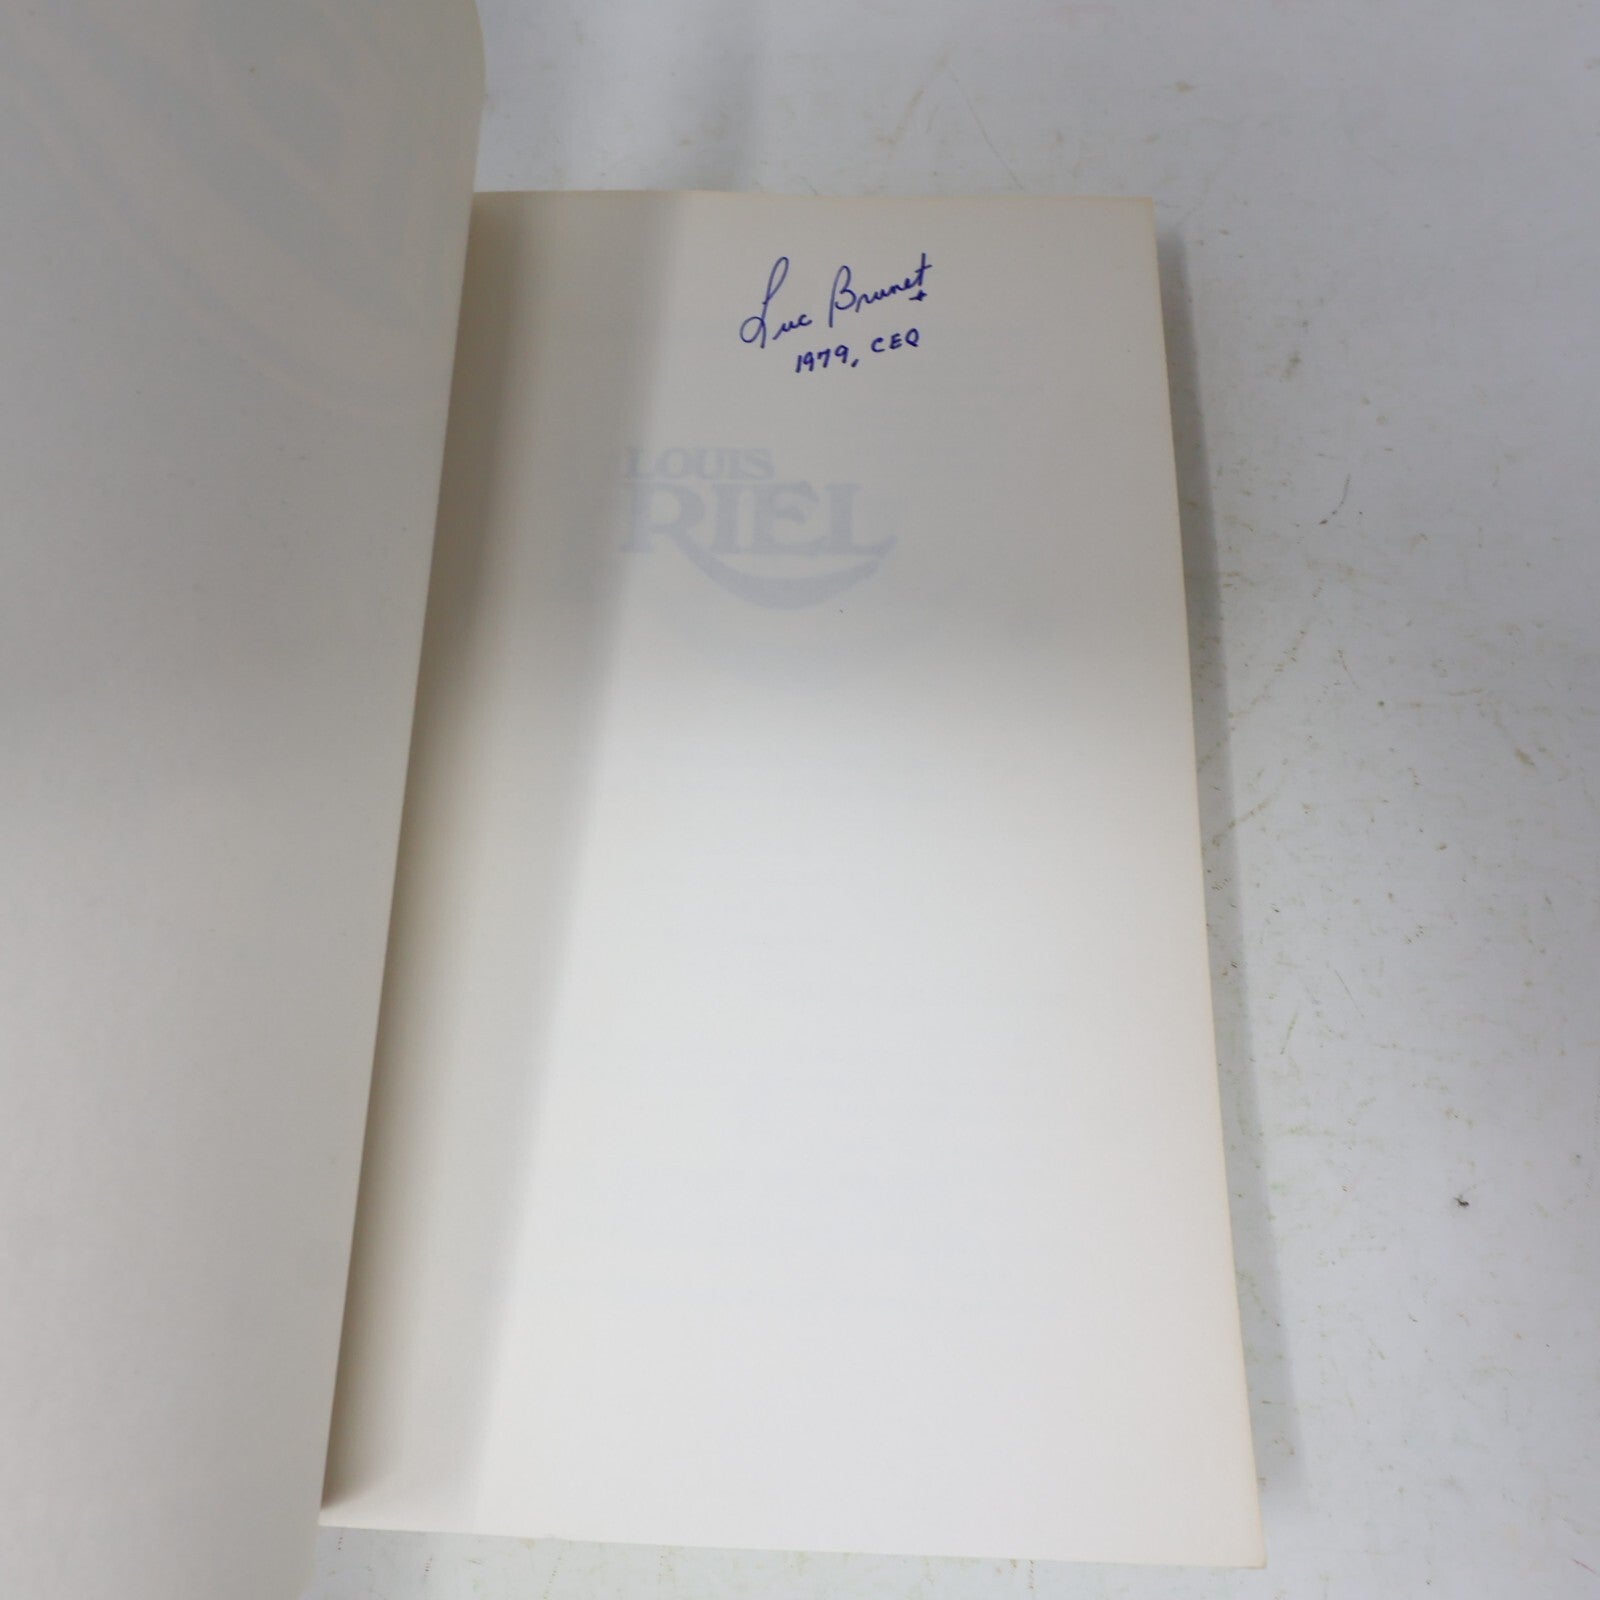 Luc Brunet
1979, CEQ
LOUIS
RIEL